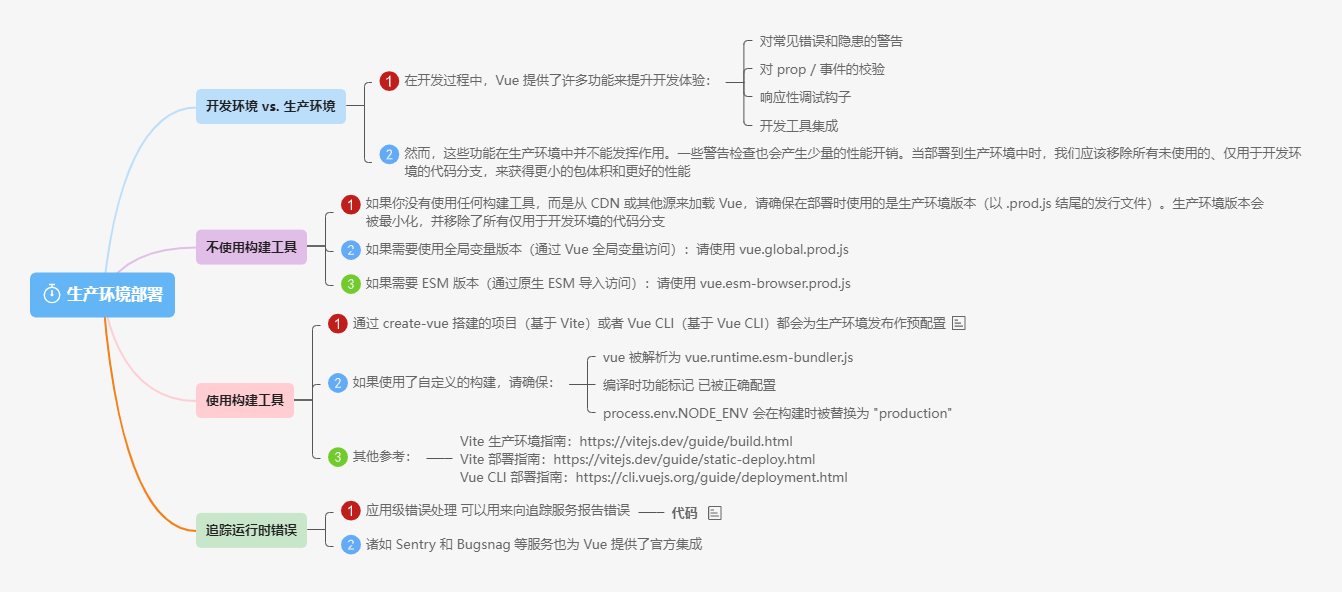 生产环境部署
开发环境 vs. 生产环境
1 在开发过程中，Vue 提供了许多功能来提升开发体验：
对常见错误和隐患的警告
对 prop / 事件的校验
响应性调试钩子
开发工具集成
2 然而，这些功能在生产环境中并不能发挥作用。一些警告检查也会产生少量的性能开销。当部署到生产环境中时，我们应该移除所有未使用的、仅用于开发环
境的代码分支，来获得更小的包体积和更好的性能
不使用构建工具
1 如果你没有使用任何构建工具，而是从 CDN 或其他源来加载 Vue，请确保在部署时使用的是生产环境版本（以 .prod.js 结尾的发行文件）。生产环境版本会
被最小化，并移除了所有仅用于开发环境的代码分支
2 如果需要使用全局变量版本（通过 Vue 全局变量访问）：请使用 vue.global.prod.js
3 如果需要 ESM 版本（通过原生 ESM 导入访问）：请使用 vue.esm-browser.prod.js
使用构建工具
1 通过 create-vue 搭建的项目（基于 Vite）或者 Vue CLI（基于 Vue CLI）都会为生产环境发布作预配置
2 如果使用了自定义的构建，请确保：
vue 被解析为 vue.runtime.esm-bundler.js
编译时功能标记 已被正确配置
process.env.NODE_ENV 会在构建时被替换为 "production"
3 其他参考：
Vite 生产环境指南：https://vitejs.dev/guide/build.html
Vite 部署指南：https://vitejs.dev/guide/static-deploy.html
Vue CLI 部署指南：https://cli.vuejs.org/guide/deployment.html
追踪运行时错误
1 应用级错误处理 可以用来向追踪服务报告错误
代码
2 诸如 Sentry 和 Bugsnag 等服务也为 Vue 提供了官方集成